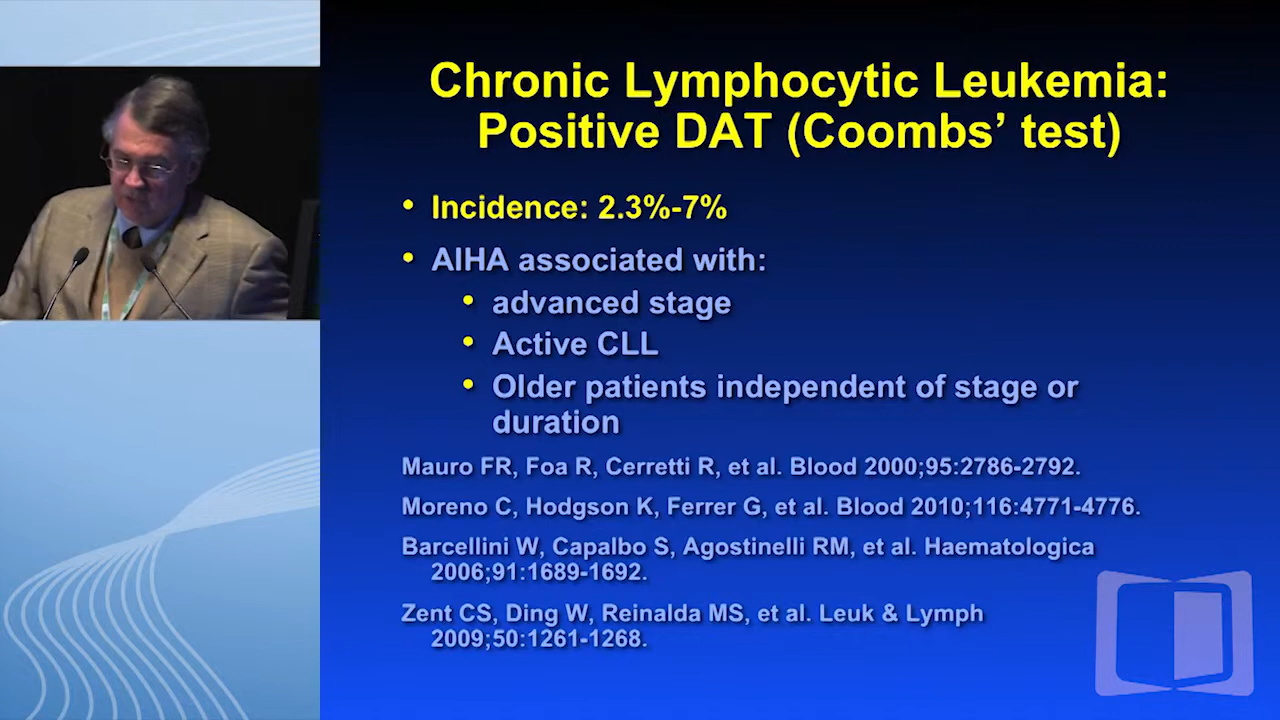 Chronic Lymphocytic Leukemia:
Positive DAT (Coombs’ test)
• Incidence: 2.3%-7%
• AIHA associated with:
• advanced stage
• Active CLL
• Older patients independent of stage or
duration
Mauro FR, Foa R, Cerretti R, et al. Blood 2000;95:2786-2792.
Moreno C, Hodgson K, Ferrer G, et al. Blood 2010;116:4771-4776.
Barcellini W, Capalbo S, Agostinelli RM, et al. Haematologica
2006;91:1689-1692.
Zent CS, Ding W, Reinalda MS, et al. Leuk & Lymph
2009;50:1261-1268.